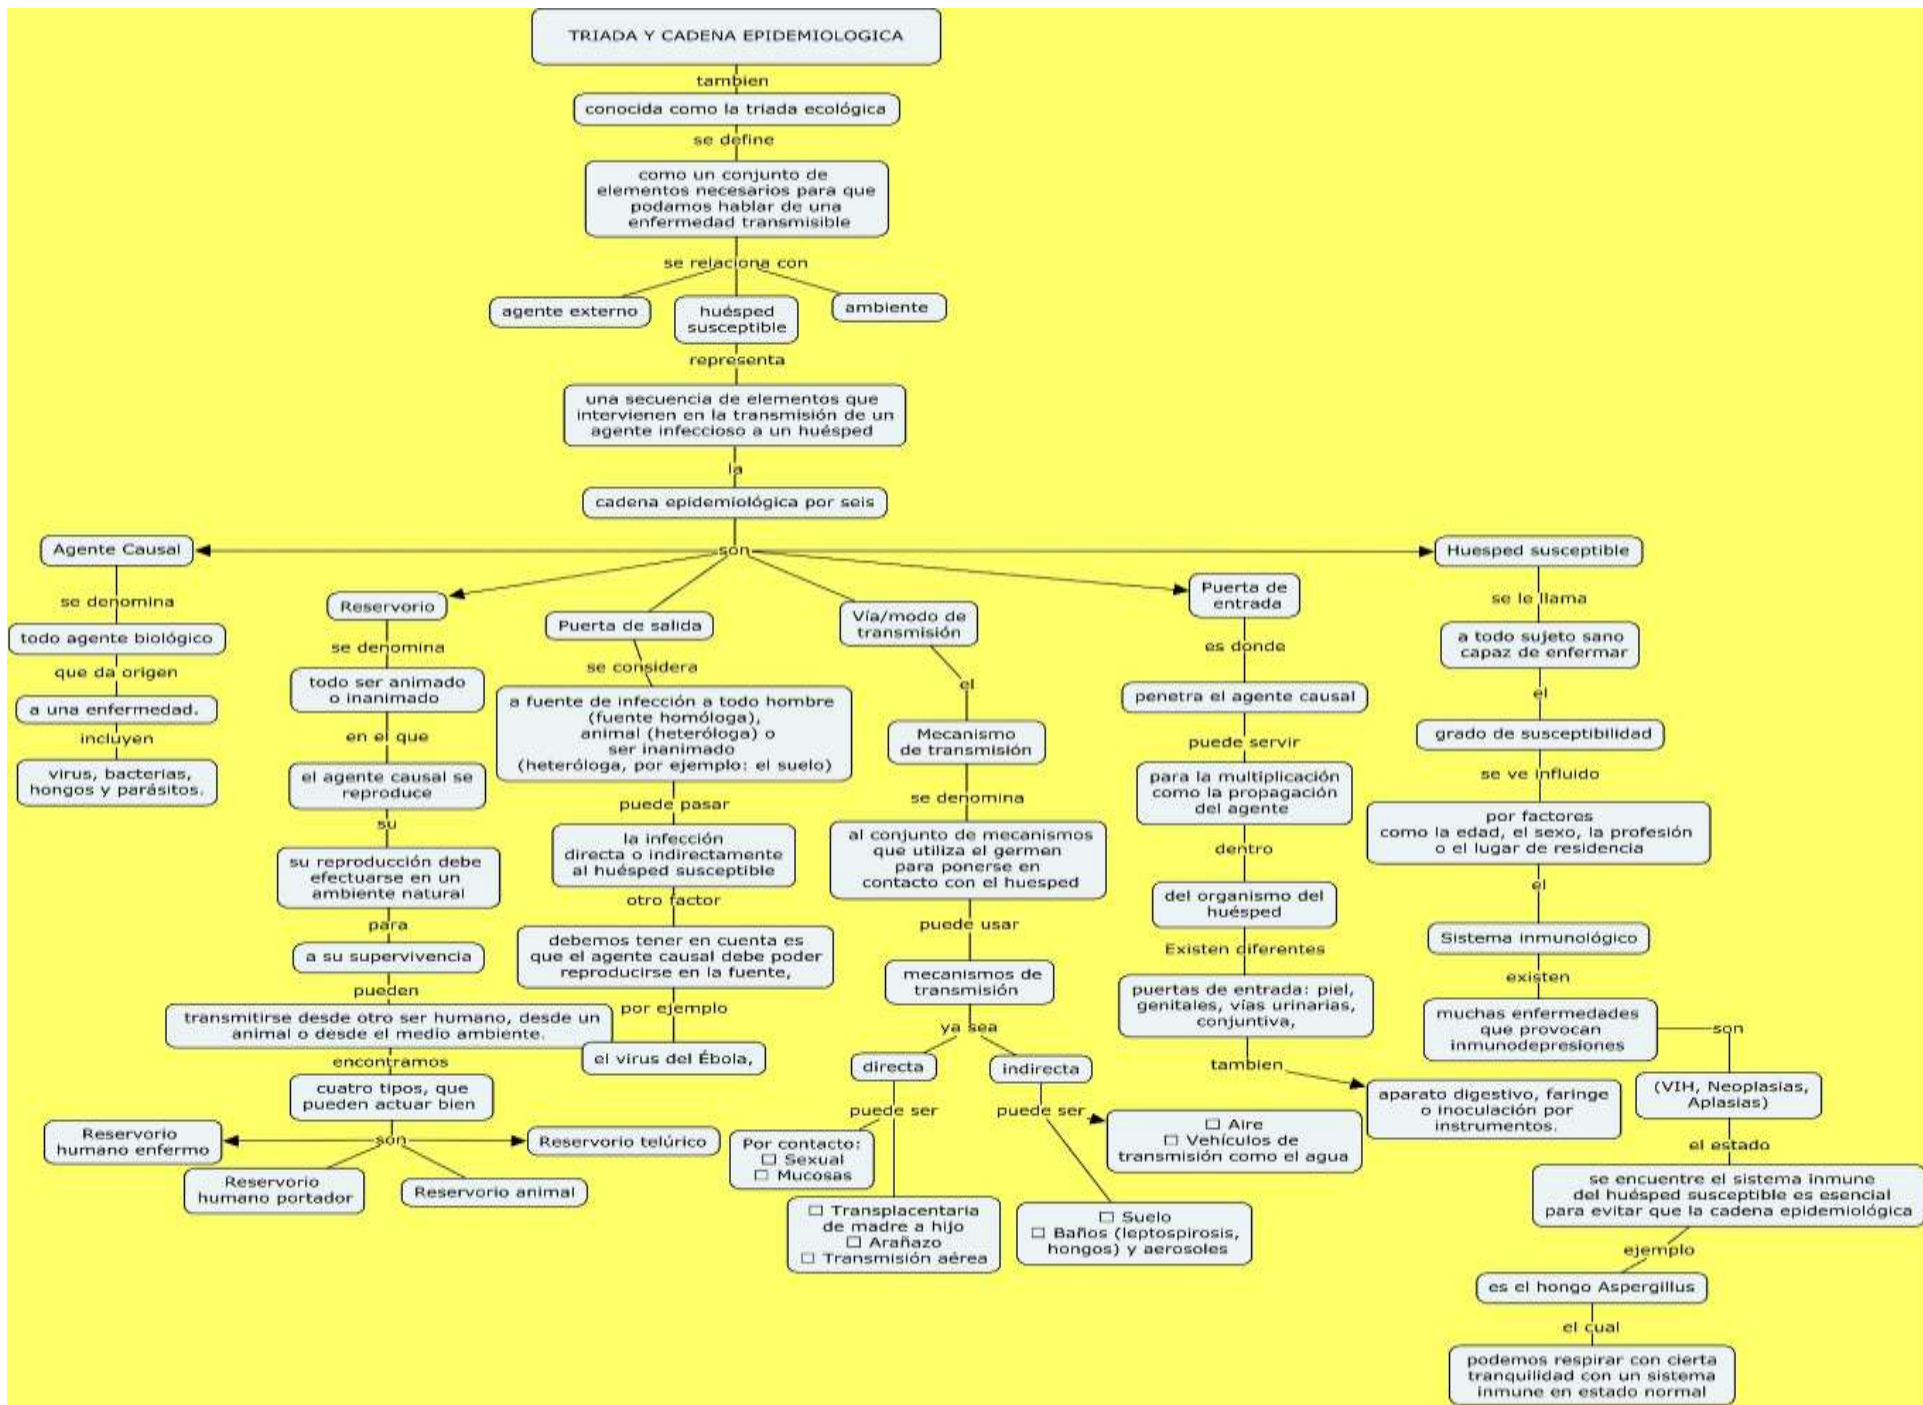 TRIADA Y CADENA EPIDEMIOLOGICA
tambien
conocida como la triada ecológica
se define
como un conjunto de
elementos necesarios para que
podamos hablar de una
enfermedad transmisible
se relaciona con
agente externo
huésped
susceptible
ambiente
representa
una secuencia de elementos que
intervienen en la transmisión de un
agente infeccioso a un huésped
la
cadena epidemiológica por seis
son
Agente Causal
se denomina
todo agente biológico
que da origen
a una enfermedad.
incluyen
virus, bacterias,
hongos y parásitos.
Reservorio
se denomina
todo ser animado
o inanimado
en el que
el agente causal se
reproduce
su
su reproducción debe
efectuarse en un
ambiente natural
para
a su supervivencia
pueden
transmitirse desde otro ser humano, desde un
animal o desde el medio ambiente.
encontramos
cuatro tipos, que
pueden actuar bien
son
Reservorio
humano enfermo
Reservorio
humano portador
Reservorio animal
Reservorio telúrico
Puerta de salida
se considera
a fuente de infección a todo hombre
(fuente homóloga),
animal (heteróloga) o
ser inanimado
(heteróloga, por ejemplo: el suelo)
puede pasar
la infección
directa o indirectamente
al huésped susceptible
otro factor
debemos tener en cuenta es
que el agente causal debe poder
reproducirse en la fuente,
por ejemplo
el virus del Ébola,
Vía/modo de
transmisión
el
Mecanismo
de transmisión
se denomina
al conjunto de mecanismos
que utiliza el germen
para ponerse en
contacto con el huesped
puede usar
mecanismos de
transmisión
ya sea
directa
puede ser
Por contacto:
□ Sexual
□ Mucosas
□ Transplacentaria
de madre a hijo
□ Arañazo
□ Transmisión aérea
indirecta
puede ser
□ Aire
□ Vehículos de
transmisión como el agua
□ Suelo
□ Baños (leptospirosis,
hongos) y aerosoles
Puerta de
entrada
es donde
penetra el agente causal
puede servir
para la multiplicación
como la propagación
del agente
dentro
del organismo del
huésped
Existen diferentes
puertas de entrada: piel,
genitales, vías urinarias,
conjuntiva,
tambien
aparato digestivo, faringe
o inoculación por
instrumentos.
Huesped susceptible
se le llama
a todo sujeto sano
capaz de enfermar
el
grado de susceptibilidad
se ve influido
por factores
como la edad, el sexo, la profesión
o el lugar de residencia
el
Sistema inmunológico
existen
muchas enfermedades
que provocan
inmunodepresiones
son
(VIH, Neoplasias,
Aplasias)
el estado
se encuentre el sistema inmune
del huésped susceptible es esencial
para evitar que la cadena epidemiológica
ejemplo
es el hongo Aspergillus
el cual
podemos respirar con cierta
tranquilidad con un sistema
inmune en estado normal